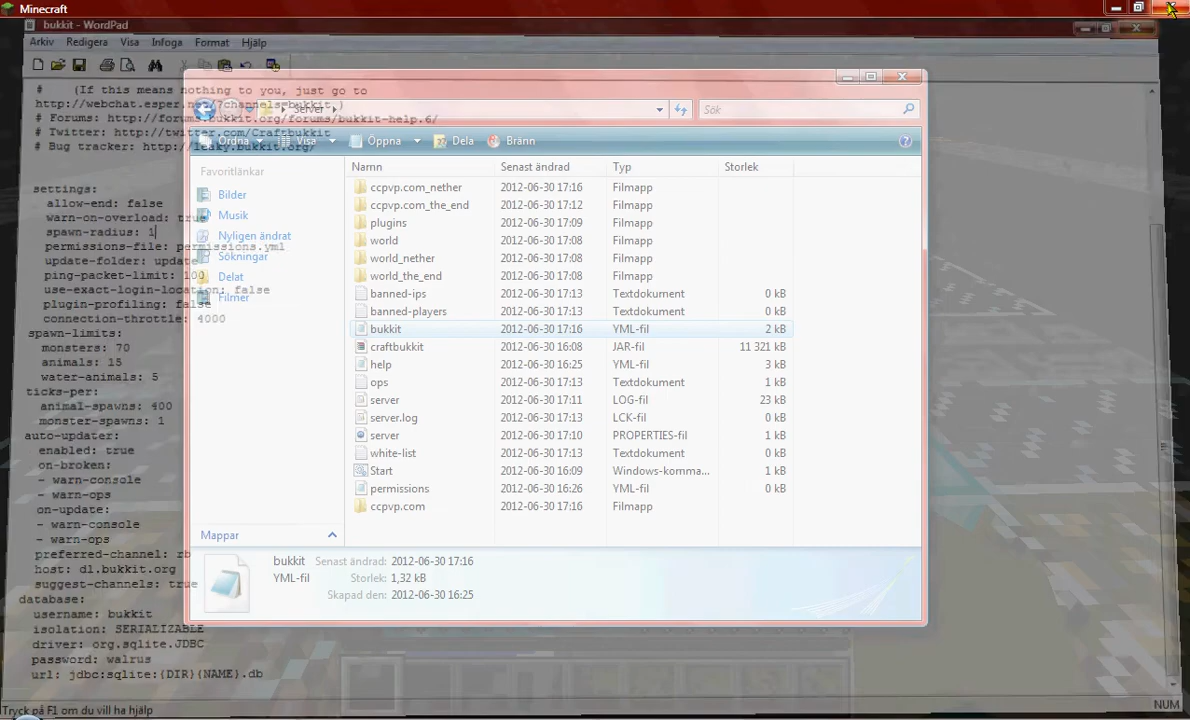 Minecraft
bukkit - WordPad
Arkiv Redigera Visa Infoga Format Hjälp
# (If this means nothing to you, just go to
http://webchat.esper.net/?channels=bukkit )
# Forums: http://forums.bukkit.org/forums/bukkit-help.6/
# Twitter: http://twitter.com/Craftbukkit
# Bug tracker: http://leaky.bukkit.org/
settings:
allow-end: false
warn-on-overload: true
spawn-radius: 1
permissions-file: permissions.yml
update-folder: update
ping-packet-limit: 100
use-exact-login-location: false
plugin-profiling: false
connection-throttle: 4000
spawn-limits:
monsters: 70
animals: 15
water-animals: 5
ticks-per:
animal-spawns: 400
monster-spawns: 1
auto-updater:
enabled: true
on-broken:
- warn-console
- warn-ops
on-update:
- warn-console
- warn-ops
preferred-channel: rb
host: dl.bukkit.org
suggest-channels: true
database:
username: bukkit
isolation: SERIALIZABLE
driver: org.sqlite.JDBC
password: walrus
url: jdbc:sqlite:{DIR}{NAME}.db
Tryck på F1 om du vill ha hjälp
NUM
Server
Sök
Ordna Visa Öppna Dela Bränn
Favoritlänkar
Bilder
Musik
Nyligen ändrat
Sökningar
Delat
Filmer
Mappar
Namn Senast ändrad Typ Storlek
ccpvp.com_nether 2012-06-30 17:16 Filmapp
ccpvp.com_the_end 2012-06-30 17:12 Filmapp
plugins 2012-06-30 17:09 Filmapp
world 2012-06-30 17:08 Filmapp
world_nether 2012-06-30 17:08 Filmapp
world_the_end 2012-06-30 17:08 Filmapp
banned-ips 2012-06-30 17:13 Textdokument 0 kB
banned-players 2012-06-30 17:13 Textdokument 0 kB
bukkit 2012-06-30 17:16 YML-fil 2 kB
craftbukkit 2012-06-30 16:08 JAR-fil 11 321 kB
help 2012-06-30 16:25 YML-fil 3 kB
ops 2012-06-30 17:13 Textdokument 1 kB
server 2012-06-30 17:11 LOG-fil 23 kB
server.log 2012-06-30 17:13 LCK-fil 0 kB
server 2012-06-30 17:10 PROPERTIES-fil 1 kB
white-list 2012-06-30 17:13 Textdokument 0 kB
Start 2012-06-30 16:09 Windows-komma... 1 kB
permissions 2012-06-30 16:26 YML-fil 0 kB
ccpvp.com 2012-06-30 17:16 Filmapp
bukkit Senast ändrad: 2012-06-30 17:16
YML-fil Storlek: 1,32 kB
Skapad den: 2012-06-30 16:25